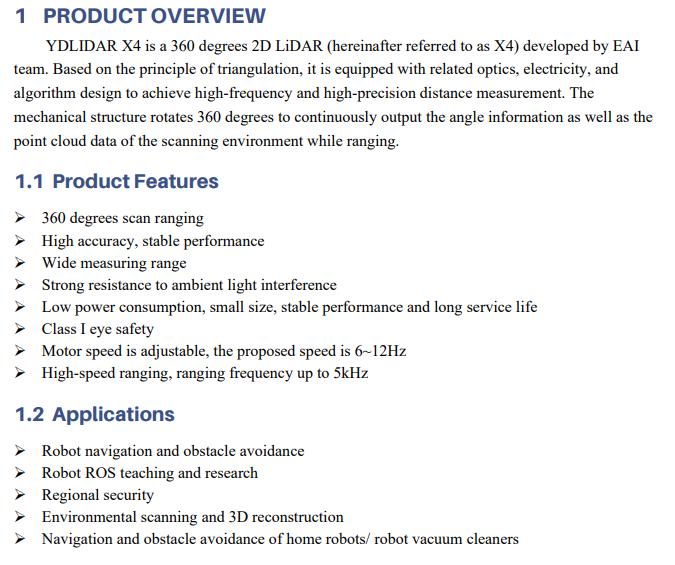 1 PRODUCT OVERVIEW
YDLIDAR X4 is a 360 degrees 2D LiDAR (hereinafter referred to as X4) developed by EAI
team. Based on the principle of triangulation, it is equipped with related optics, electricity, and
algorithm design to achieve high-frequency and high-precision distance measurement. The
mechanical structure rotates 360 degrees to continuously output the angle information as well as the
point cloud data of the scanning environment while ranging.
1.1 Product Features
➢ 360 degrees scan ranging
➢ High accuracy, stable performance
➢ Wide measuring range
➢ Strong resistance to ambient light interference
➢ Low power consumption, small size, stable performance and long service life
➢ Class I eye safety
➢ Motor speed is adjustable, the proposed speed is 6~12Hz
➢ High-speed ranging, ranging frequency up to 5kHz
1.2 Applications
➢ Robot navigation and obstacle avoidance
➢ Robot ROS teaching and research
➢ Regional security
➢ Environmental scanning and 3D reconstruction
➢ Navigation and obstacle avoidance of home robots/ robot vacuum cleaners